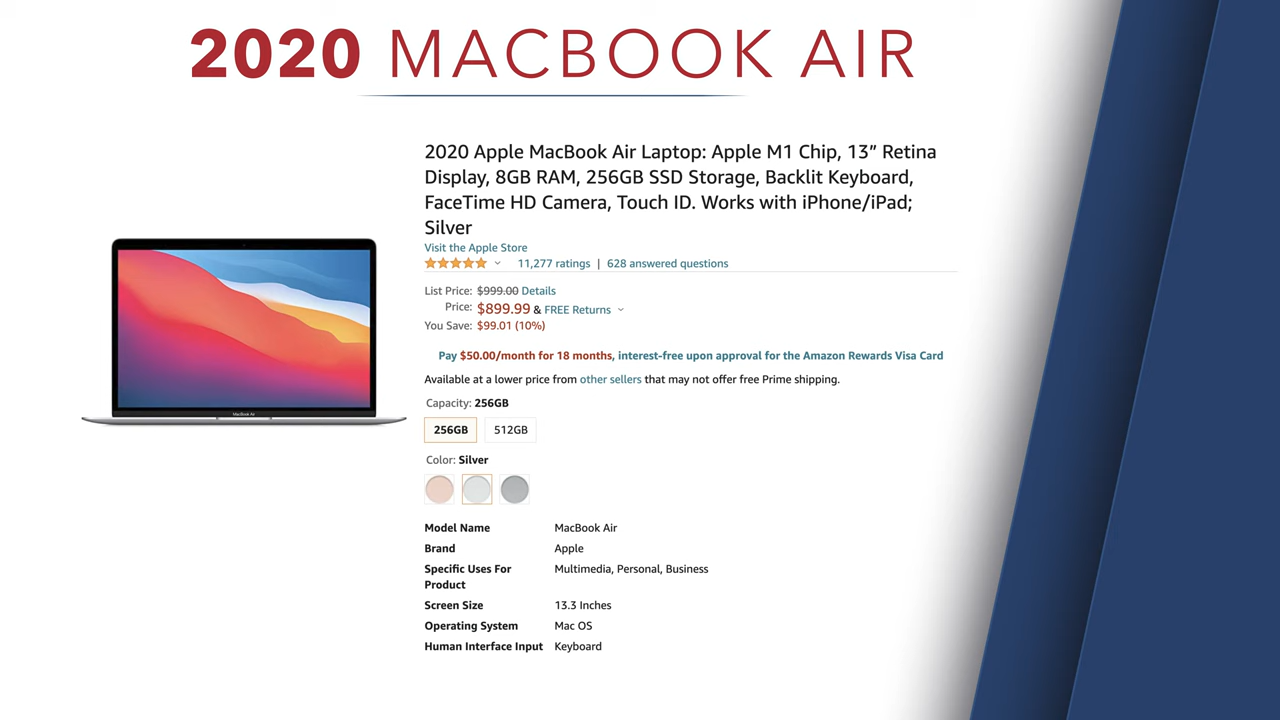 2020 MACBOOK AIR
2020 Apple MacBook Air Laptop: Apple M1 Chip, 13” Retina
Display, 8GB RAM, 256GB SSD Storage, Backlit Keyboard,
FaceTime HD Camera, Touch ID. Works with iPhone/iPad;
Silver
Visit the Apple Store
11,277 ratings | 628 answered questions
List Price: $999.00 Details
Price: $899.99 & FREE Returns
You Save: $99.01 (10%)
Pay $50.00/month for 18 months, interest-free upon approval for the Amazon Rewards Visa Card
Available at a lower price from other sellers that may not offer free Prime shipping.
Capacity: 256GB
256GB 512GB
Color: Silver
Model Name MacBook Air
Brand Apple
Specific Uses For Multimedia, Personal, Business
Product
Screen Size 13.3 Inches
Operating System Mac OS
Human Interface Input Keyboard
MacBook Air